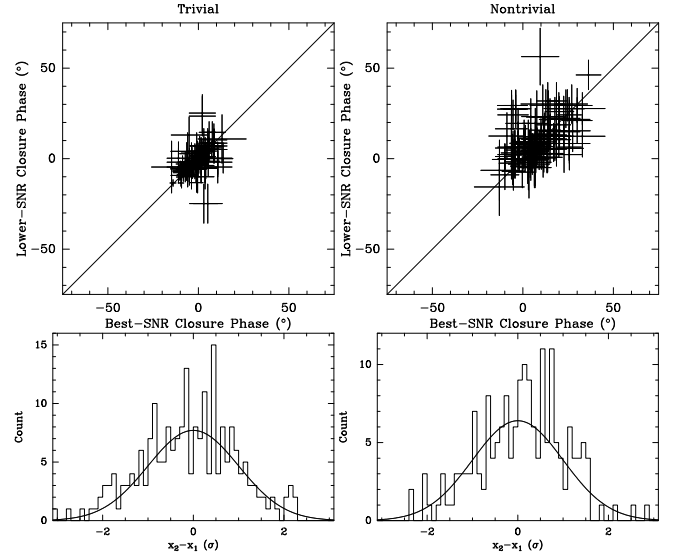 Trivial
Nontrivial
Lower−SNR Closure Phase (°)
50
0
−50
−50
0
50
Best−SNR Closure Phase (°)
Lower−SNR Closure Phase (°)
50
0
−50
−50
0
50
Best−SNR Closure Phase (°)
Count
15
10
5
0
−2
0
2
x₂−x₁ (σ)
Count
10
5
0
−2
0
2
x₂−x₁ (σ)